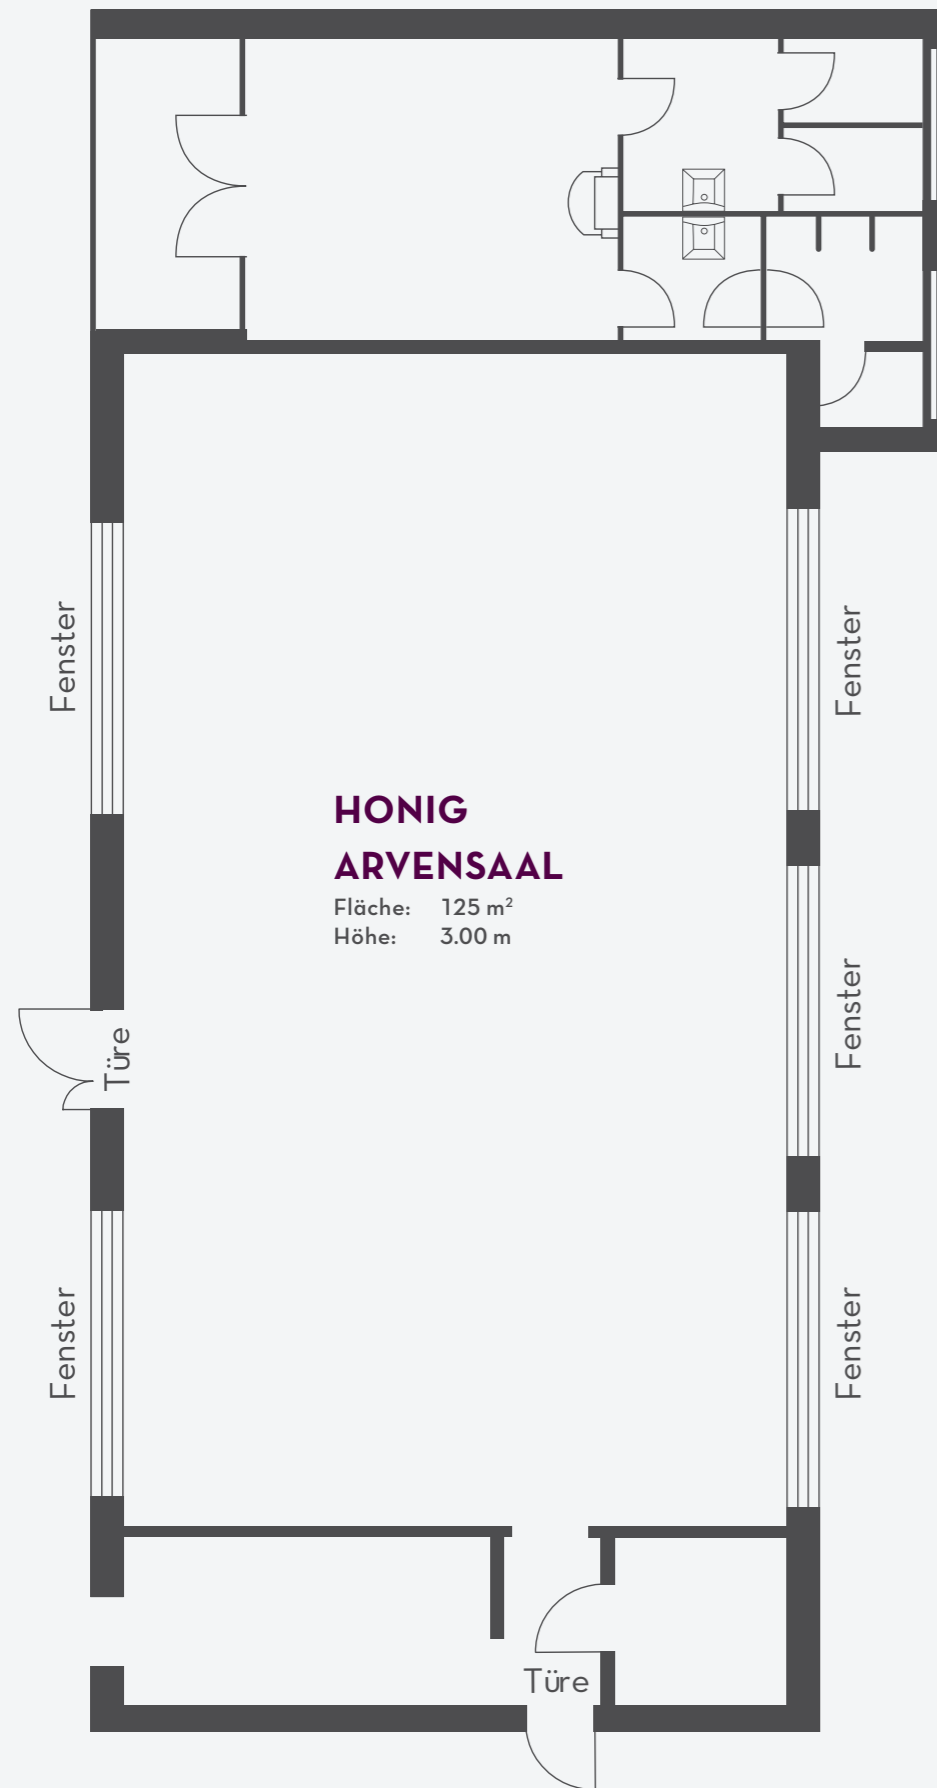 Fenster
Fenster
HONIG
ARVENSAAL
Fläche: 125 m²
Höhe: 3.00 m
Fenster
Türe
Fenster
Fenster
Türe